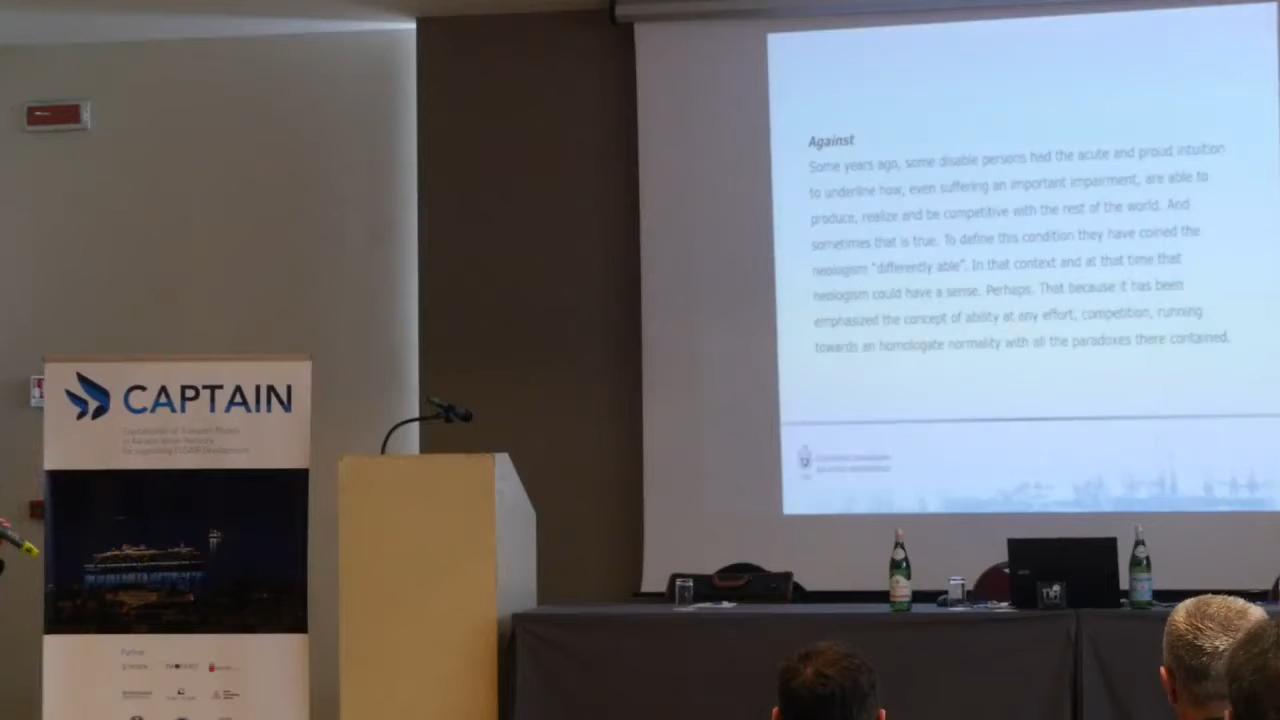 Against
Some years ago, some disable persons had the acute and proud intuition
to underline how, even suffering an important impairment, are able to
produce, realize and be competitive with the rest of the world. And
sometimes that is true. To define this condition they have coined the
neologism "differently able". In that context and at that time that
neologism could have a sense. Perhaps. That because it has been
emphasized the concept of ability at any effort, competition, running
towards an homologate normality with all the paradoxes there contained.
CAPTAIN
Partner